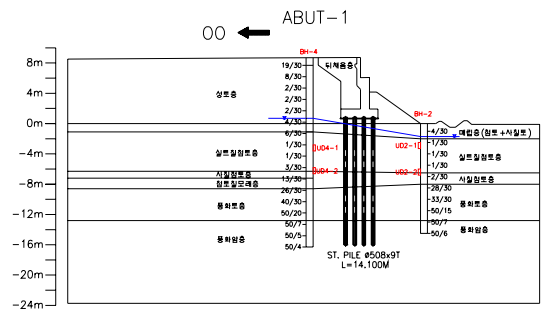 ABUT-1
OO
BH-4
8m
4m
0m
-4m
-8m
-12m
-16m
-20m
-24m
19/30
8/30
2/30
2/30
2/30
4/30
6/30
1/30
1/30
3/30
13/30
26/30
40/30
50/20
50/7
50/5
50/4
뒤채움층
성토층
실트질점토층
사질점토층
점토질모래층
풍화토층
풍화암층
UD4-1
UD4-2
BH-2
UD2-1
UD2-2
4/30
1/30
1/30
1/30
2/30
28/30
33/30
50/15
50/7
50/6
매립층(점토+사질토)
실트질점토층
사질점토층
풍화토층
풍화암층
ST. PILE Ø508x9T
L=14.100M